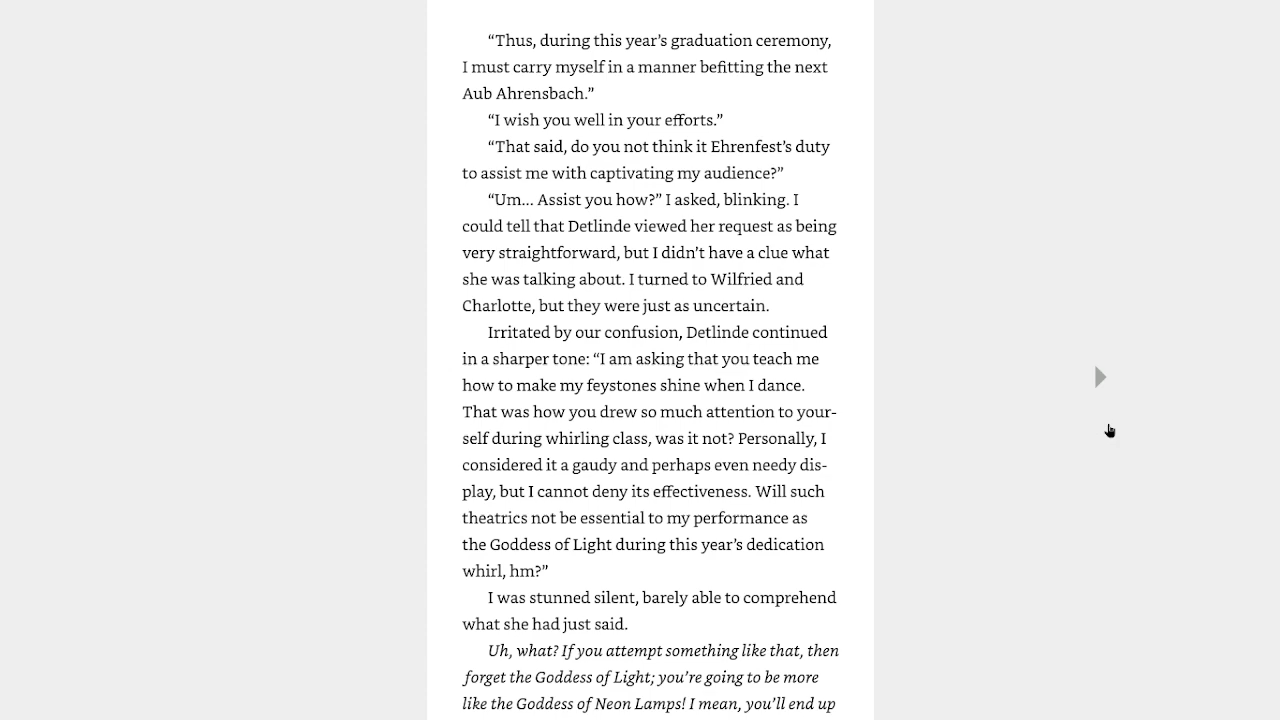 “Thus, during this year’s graduation ceremony,
I must carry myself in a manner befitting the next
Aub Ahrensbach.”
“I wish you well in your efforts.”
“That said, do you not think it Ehrenfest’s duty
to assist me with captivating my audience?”
“Um... Assist you how?” I asked, blinking. I
could tell that Detlinde viewed her request as being
very straightforward, but I didn’t have a clue what
she was talking about. I turned to Wilfried and
Charlotte, but they were just as uncertain.
Irritated by our confusion, Detlinde continued
in a sharper tone: “I am asking that you teach me
how to make my feystones shine when I dance.
That was how you drew so much attention to your-
self during whirling class, was it not? Personally, I
considered it a gaudy and perhaps even needy dis-
play, but I cannot deny its effectiveness. Will such
theatrics not be essential to my performance as
the Goddess of Light during this year’s dedication
whirl, hm?”
I was stunned silent, barely able to comprehend
what she had just said.
Uh, what? If you attempt something like that, then
forget the Goddess of Light; you’re going to be more
like the Goddess of Neon Lamps! I mean, you’ll end up